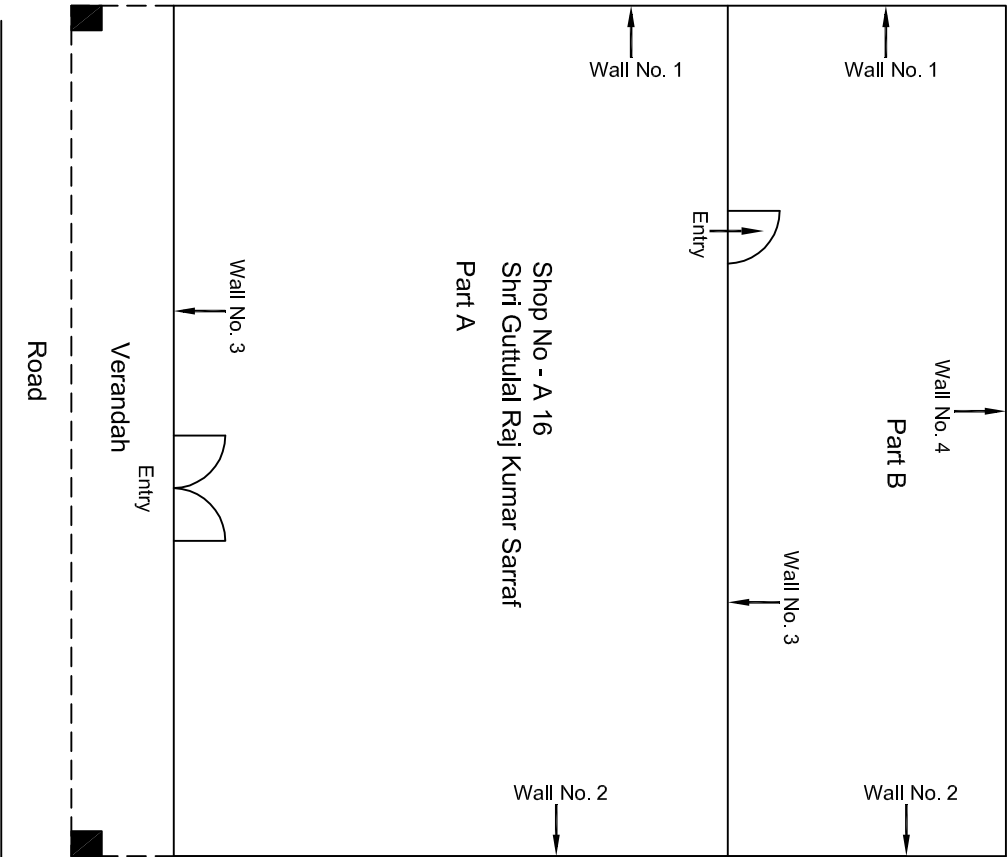 Wall No. 1
Wall No. 1
Entry
Wall No. 4
Part B
Wall No. 3
Shop No - A 16
Shri Guttulal Raj Kumar Sarraf
Part A
Wall No. 3
Verandah
Entry
Road
Wall No. 2
Wall No. 2